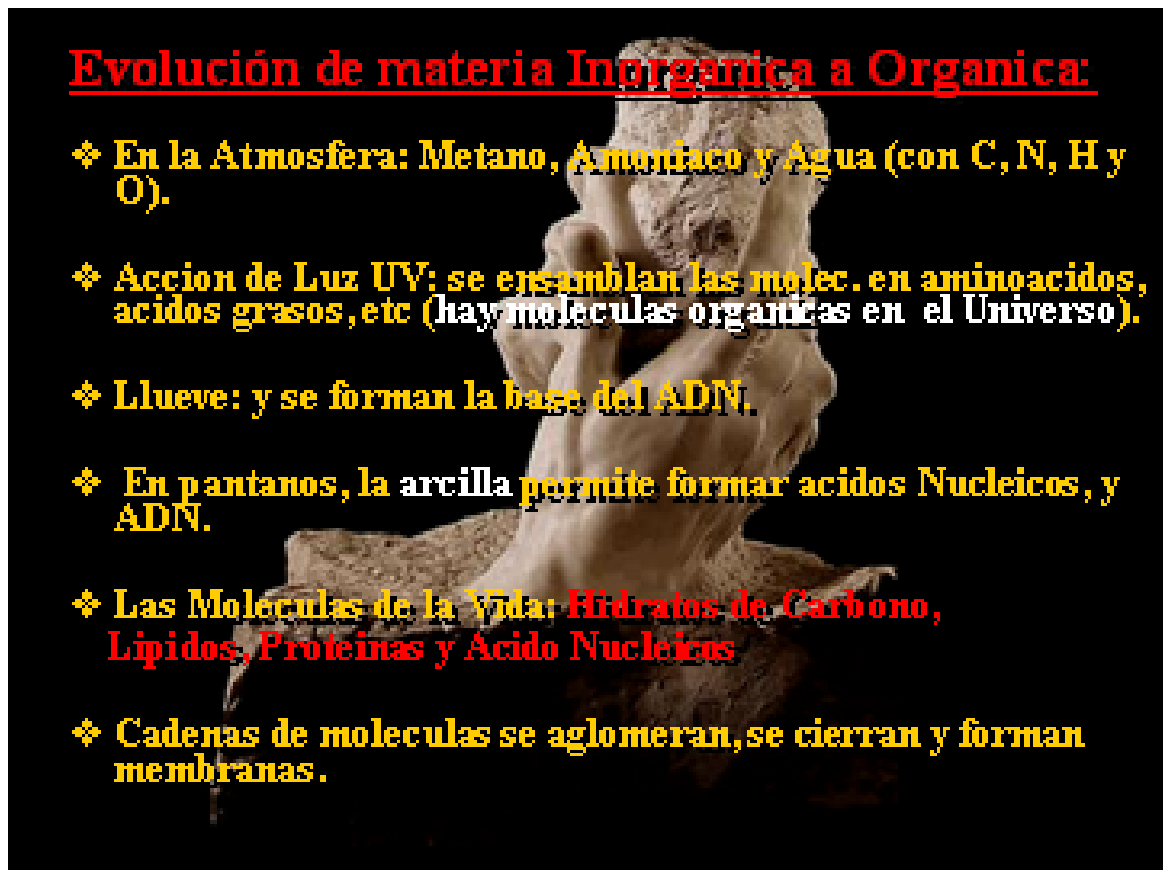 Evolución de materia Inorganica a Organica:
❖ En la Atmosfera: Metano, Amoniaco y Agua (con C, N, H y
O).
❖ Accion de Luz UV: se ensamblan las molec. en aminoacidos,
acidos grasos, etc (hay moleculas organicas en el Universo).
❖ Llueve: y se forman la base del ADN.
❖ En pantanos, la arcilla permite formar acidos Nucleicos, y
ADN.
❖ Las Moleculas de la Vida: Hidratos de Carbono,
Lipidos, Proteinas y Acido Nucleicos
❖ Cadenas de moleculas se aglomeran, se cierran y forman
membranas.